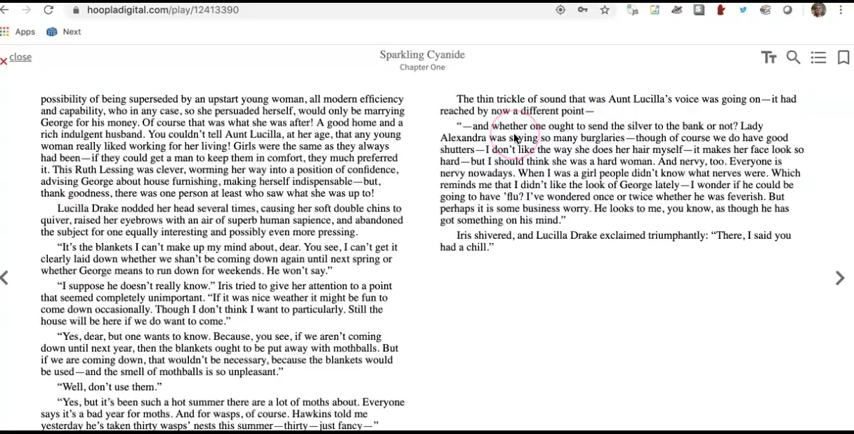 hoopladigital.com/play/12413390
Apps Next
close
Sparkling Cyanide
Chapter One
possibility of being superseded by an upstart young woman, all modern efficiency
and capability, who in any case, so she persuaded herself, would only be marrying
George for his money. Of course that was what she was after! A good home and a
rich indulgent husband. You couldn’t tell Aunt Lucilla, at her age, that any young
woman really liked working for her living! Girls were the same as they always
had been—if they could get a man to keep them in comfort, they much preferred
it. This Ruth Lessing was clever, worming her way into a position of confidence,
advising George about house furnishing, making herself indispensable—but,
thank goodness, there was one person at least who saw what she was up to!
Lucilla Drake nodded her head several times, causing her soft double chins to
quiver, raised her eyebrows with an air of superb human sapience, and abandoned
the subject for one equally interesting and possibly even more pressing.
“It’s the blankets I can’t make up my mind about, dear. You see, I can’t get it
clearly laid down whether we shan’t be coming down again until next spring or
whether George means to run down for weekends. He won’t say.”
“I suppose he doesn’t really know.” Iris tried to give her attention to a point
that seemed completely unimportant. “If it was nice weather it might be fun to
come down occasionally. Though I don’t think I want to particularly. Still the
house will be here if we do want to come.”
“Yes, dear, but one wants to know. Because, you see, if we aren’t coming
down until next year, then the blankets ought to be put away with mothballs. But
if we are coming down, that wouldn’t be necessary, because the blankets would
be used—and the smell of mothballs is so unpleasant.”
“Well, don’t use them.”
“Yes, but it’s been such a hot summer there are a lot of moths about. Everyone
says it’s a bad year for moths. And for wasps, of course. Hawkins told me
yesterday he’s taken thirty wasps’ nests this summer—thirty—just fancy—”
The thin trickle of sound that was Aunt Lucilla’s voice was going on—it had
reached by now a different point—
“—and whether one ought to send the silver to the bank or not? Lady
Alexandra was saying so many burglaries—though of course we do have good
shutters—I don’t like the way she does her hair myself—it makes her face look so
hard—but I should think she was a hard woman. And nervy, too. Everyone is
nervy nowadays. When I was a girl people didn’t know what nerves were. Which
reminds me that I didn’t like the look of George lately—I wonder if he could be
going to have ’flu? I’ve wondered once or twice whether he was feverish. But
perhaps it is some business worry. He looks to me, you know, as though he has
got something on his mind.”
Iris shivered, and Lucilla Drake exclaimed triumphantly: “There, I said you
had a chill.”